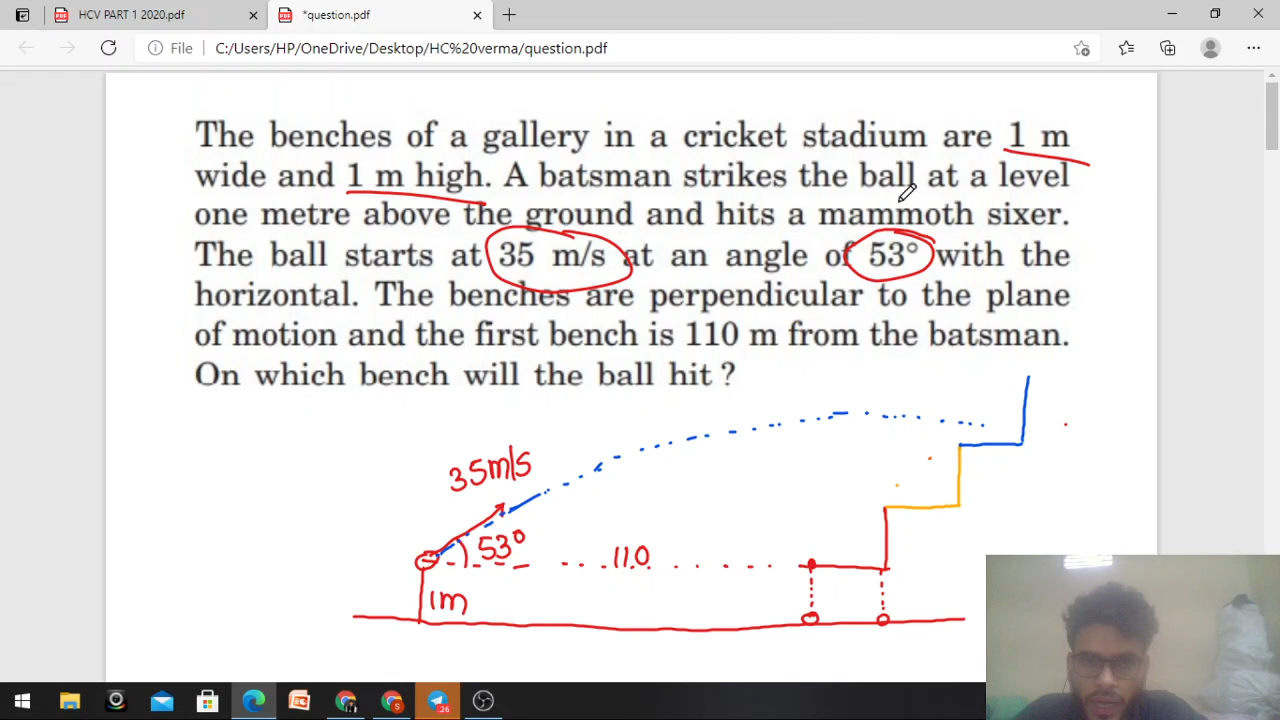 HCV PART 1 2020.pdf
*question.pdf
File
C:/Users/HP/OneDrive/Desktop/HC%20verma/question.pdf
The benches of a gallery in a cricket stadium are 1 m
wide and 1 m high. A batsman strikes the ball at a level
one metre above the ground and hits a mammoth sixer.
The ball starts at 35 m/s at an angle of 53° with the
horizontal. The benches are perpendicular to the plane
of motion and the first bench is 110 m from the batsman.
On which bench will the ball hit ?
35m/s
53°
110
1m
26